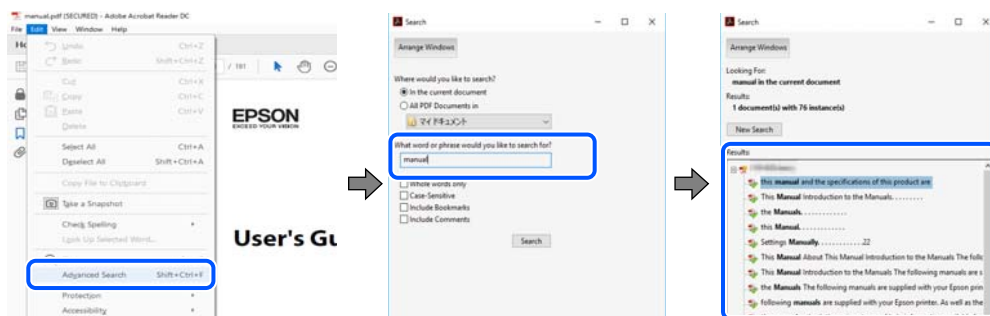 manual.pdf (SECURED) - Adobe Acrobat Reader DC
File Edit View Window Help
Undo Ctrl+Z
Redo Shift+Ctrl+Z
Cut Ctrl+X
Copy Ctrl+C
Paste Ctrl+V
Delete
Select All Ctrl+A
Deselect All Shift+Ctrl+A
Copy File to Clipboard
Take a Snapshot
Check Spelling
Look Up Selected Word...
Advanced Search Shift+Ctrl+F
Protection
Accessibility
/ 191
EPSON
EXCEED YOUR VISION
User's Gu
Search
Arrange Windows
Where would you like to search?
In the current document
All PDF Documents in
マイ ドキュメント
What word or phrase would you like to search for?
manual
Whole words only
Case-Sensitive
Include Bookmarks
Include Comments
Search
Search
Arrange Windows
Looking For:
manual in the current document
Results:
1 document(s) with 76 instance(s)
New Search
Results:
this manual and the specifications of this product are
This Manual Introduction to the Manuals. . . . . . . . .
the Manuals. . . . . . . . . . . . .
this Manual. . . . . . . . . . . . .
Settings Manually. . . . . . . . . . . . .22
This Manual About This Manual Introduction to the Manuals The follo
This Manual Introduction to the Manuals The following manuals are s
the Manuals The following manuals are supplied with your Epson prin
following manuals are supplied with your Epson printer. As well as the